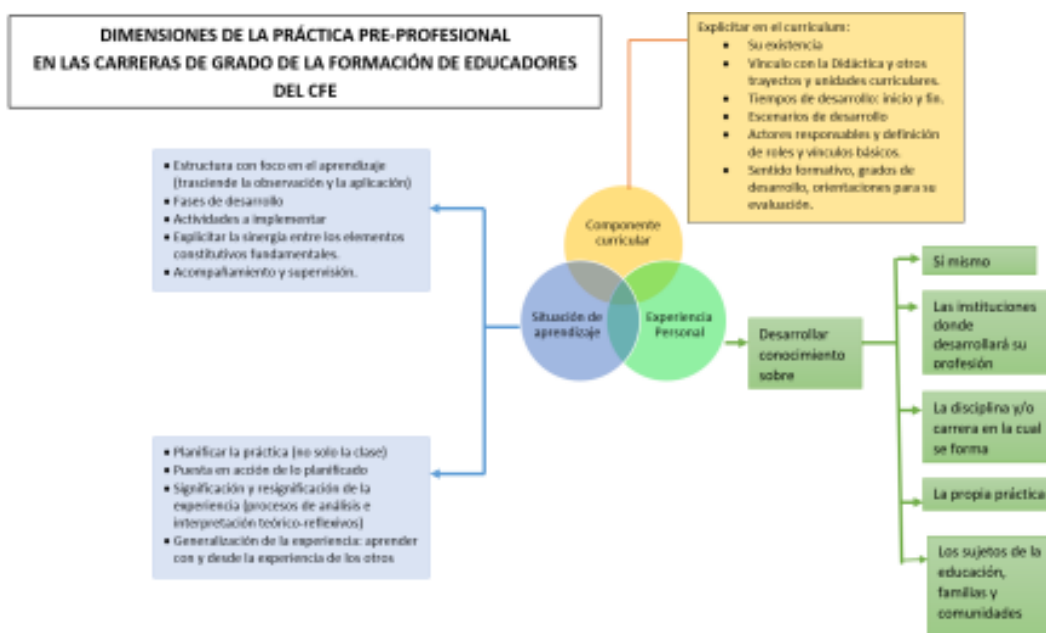 DIMENSIONES DE LA PRÁCTICA PRE-PROFESIONAL
EN LAS CARRERAS DE GRADO DE LA FORMACIÓN DE EDUCADORES
DEL CFE
Explicitar en el curriculum:
▪ Su existencia
▪ Vínculo con la Didáctica y otros
trayectos y unidades curriculares.
▪ Tiempos de desarrollo: inicio y fin.
▪ Escenarios de desarrollo
▪ Actores responsables y definición
de roles y vínculos básicos.
▪ Sentido formativo, grados de
desarrollo, orientaciones para su
evaluación.
• Estructura con foco en el aprendizaje
(trasciende la observación y la aplicación)
• Fases de desarrollo
• Actividades a implementar
• Explicitar la sinergia entre los elementos
constitutivos fundamentales.
• Acompañamiento y supervisión.
Componente
curricular
Situación de
aprendizaje
Experiencia
Personal
Desarrollar
conocimiento
sobre
Sí mismo
Las instituciones
donde
desarrollará su
profesión
La disciplina y/o
carrera en la cual
se forma
La propia práctica
Los sujetos de la
educación,
familias y
comunidades
• Planificar la práctica (no solo la clase)
• Puesta en acción de lo planificado
• Significación y resignificación de la
experiencia (procesos de análisis e
interpretación teórico-reflexivos)
• Generalización de la experiencia: aprender
con y desde la experiencia de los otros